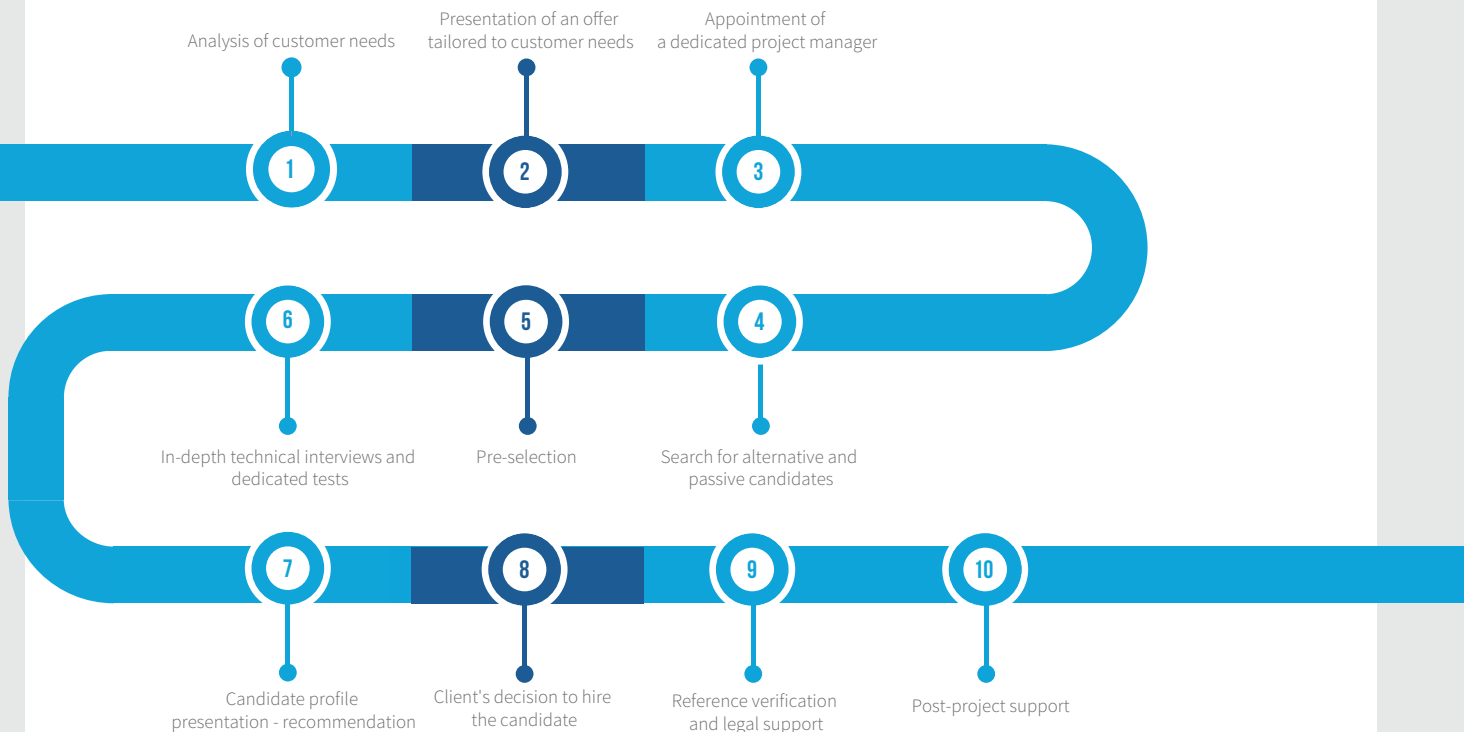 Analysis of customer needs
Presentation of an offer
tailored to customer needs
Appointment of
a dedicated project manager
1
2
3
6
5
4
In-depth technical interviews and
dedicated tests
Pre-selection
Search for alternative and
passive candidates
7
8
9
10
Candidate profile
presentation - recommendation
Client's decision to hire
the candidate
Reference verification
and legal support
Post-project support